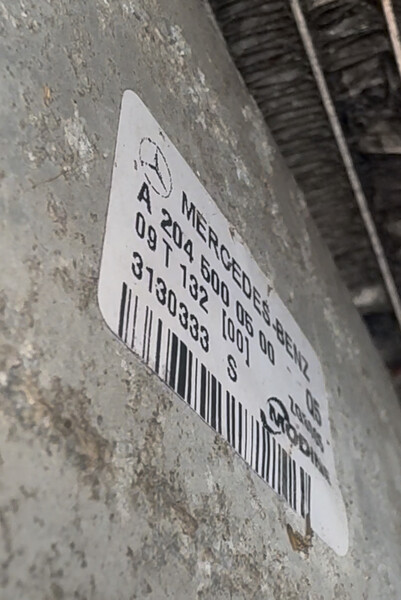 MERCEDES-BENZ
A 204 500 05 00 - 05
09T 132 [00]
3130333 S
MODINE